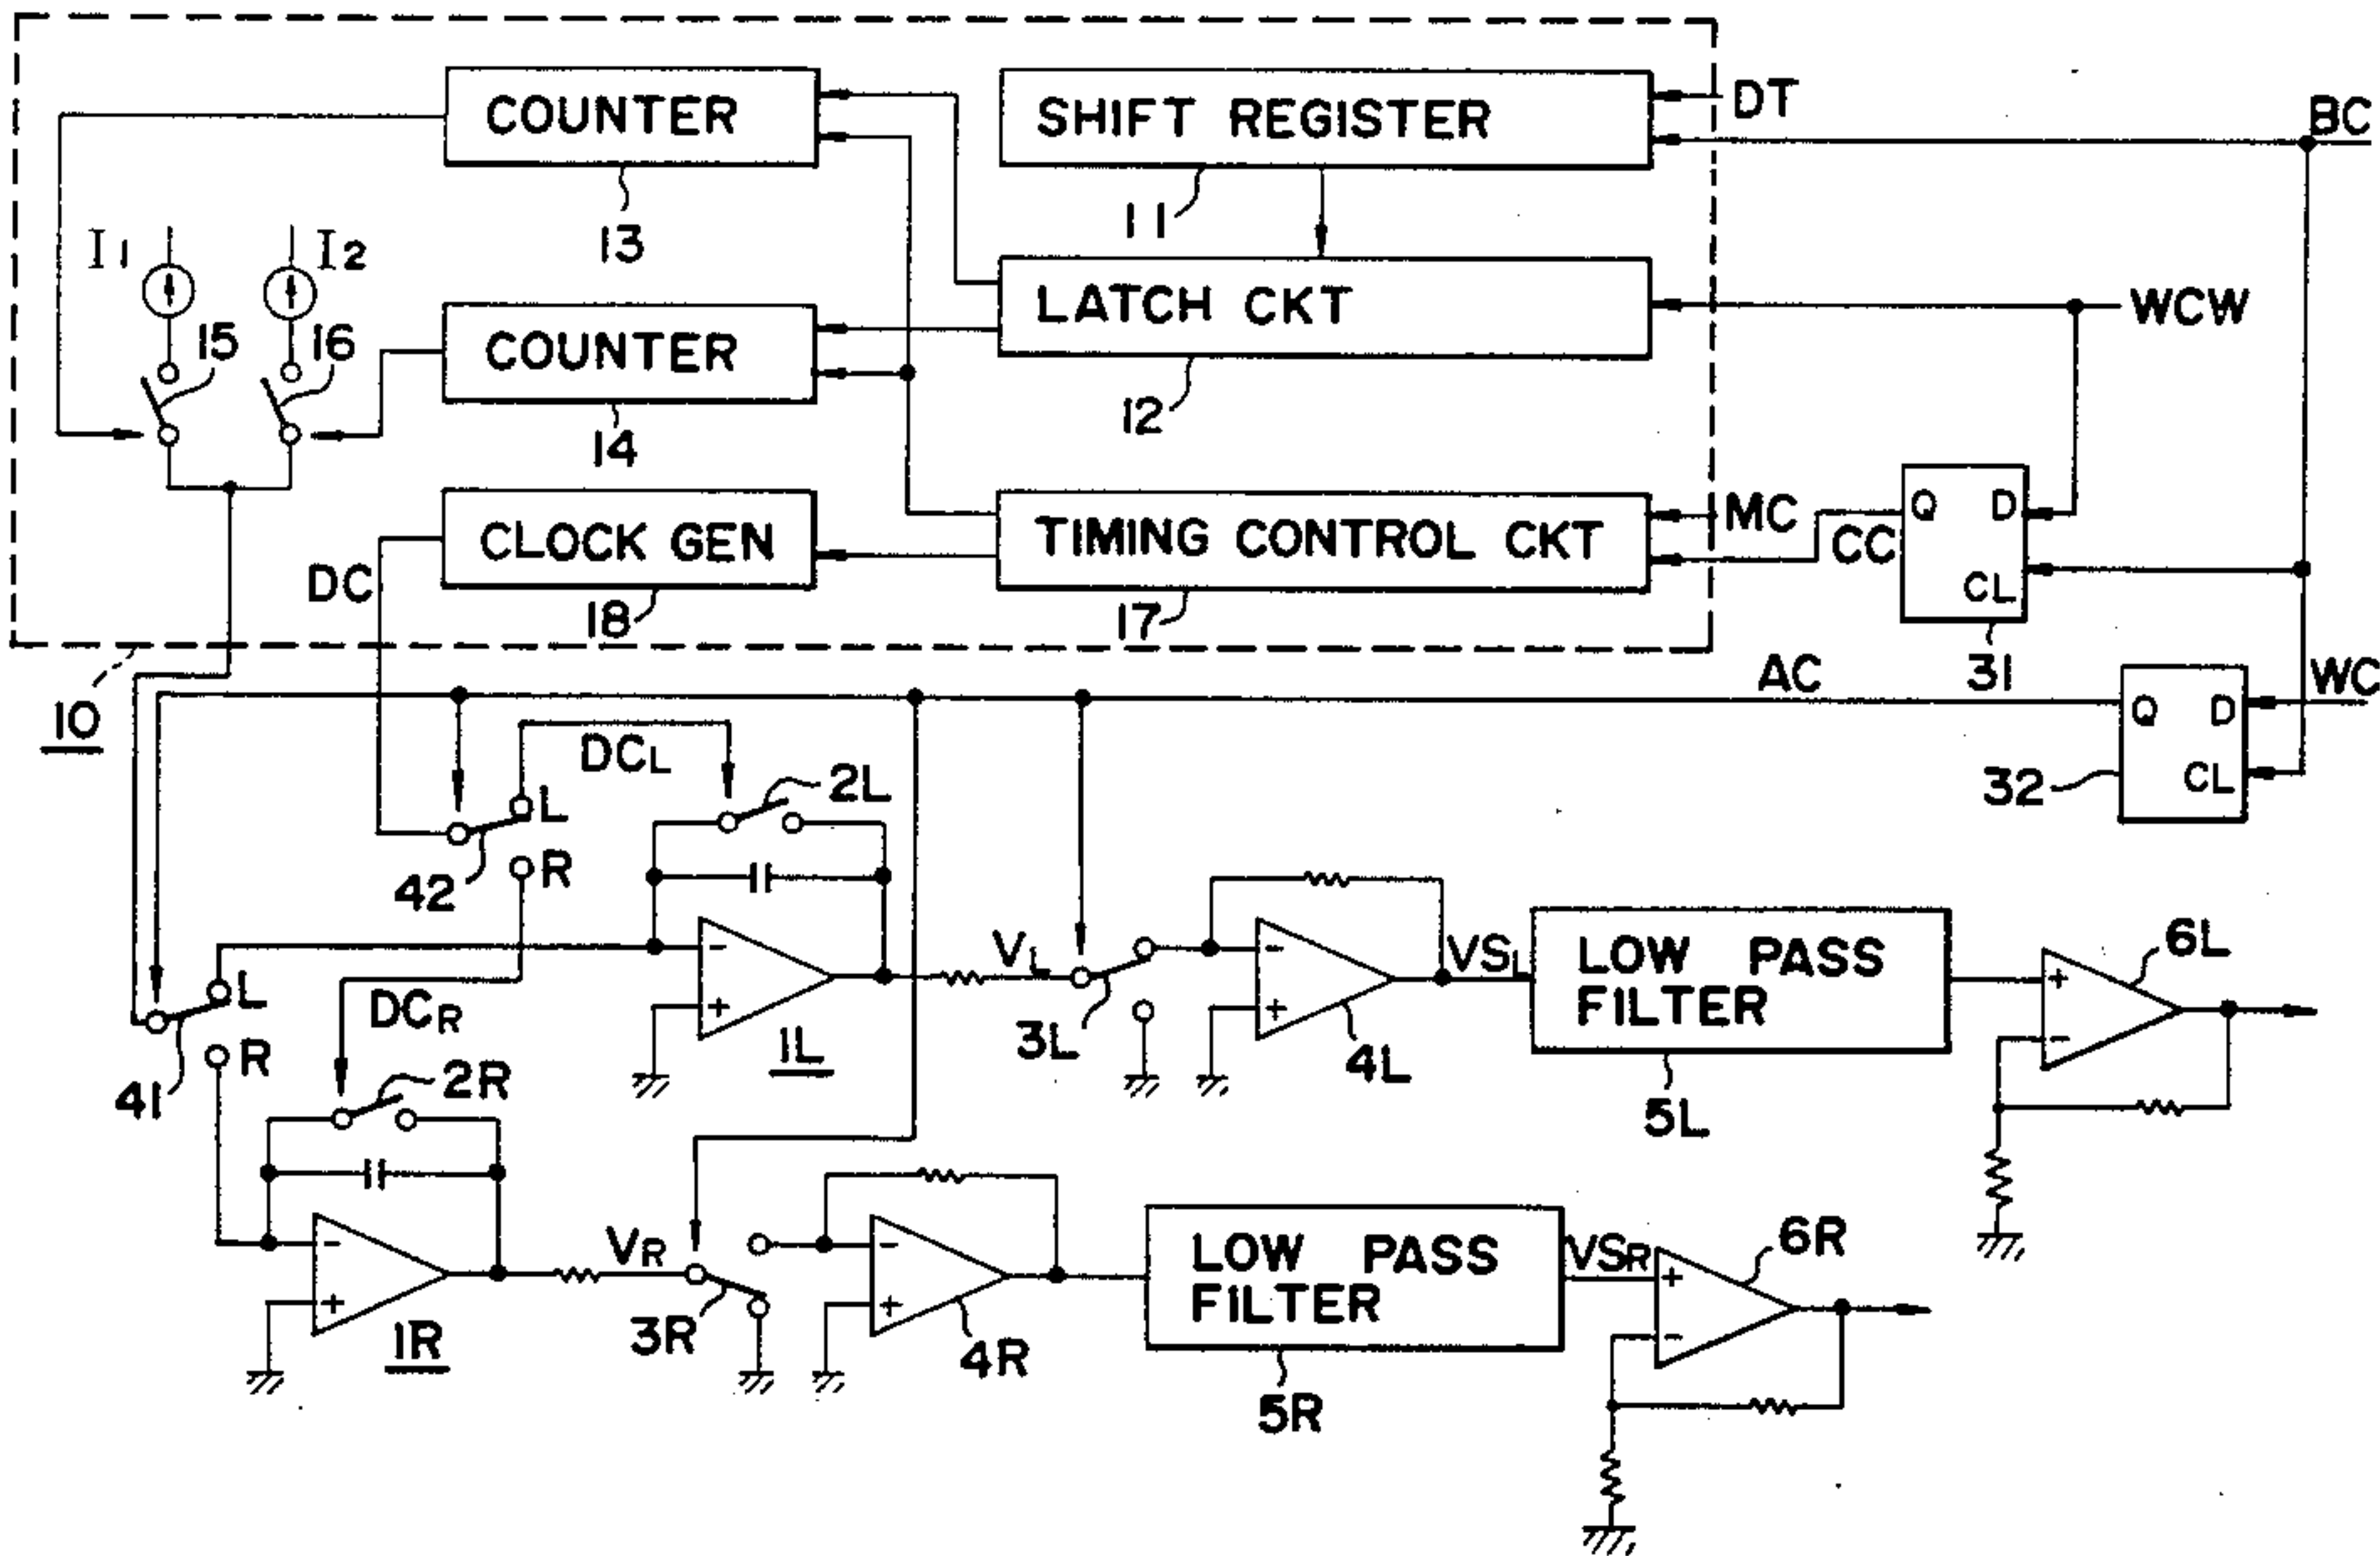 COUNTER
SHIFT REGISTER
DT
BC
13
11
I1
I2
LATCH CKT
WCW
15
16
COUNTER
12
14
CLOCK GEN
TIMING CONTROL CKT
MC
CC
Q D
CL
DC
18
17
31
10
AC
WC
Q D
CL
32
DCL
2L
L
42
R
L
DCR
VL
VSL
LOW PASS
FILTER
6L
- +
- +
+ -
41
R
2R
1L
3L
4L
5L
VR
LOW PASS
FILTER
VSR
6R
- +
- +
+ -
1R
3R
4R
5R